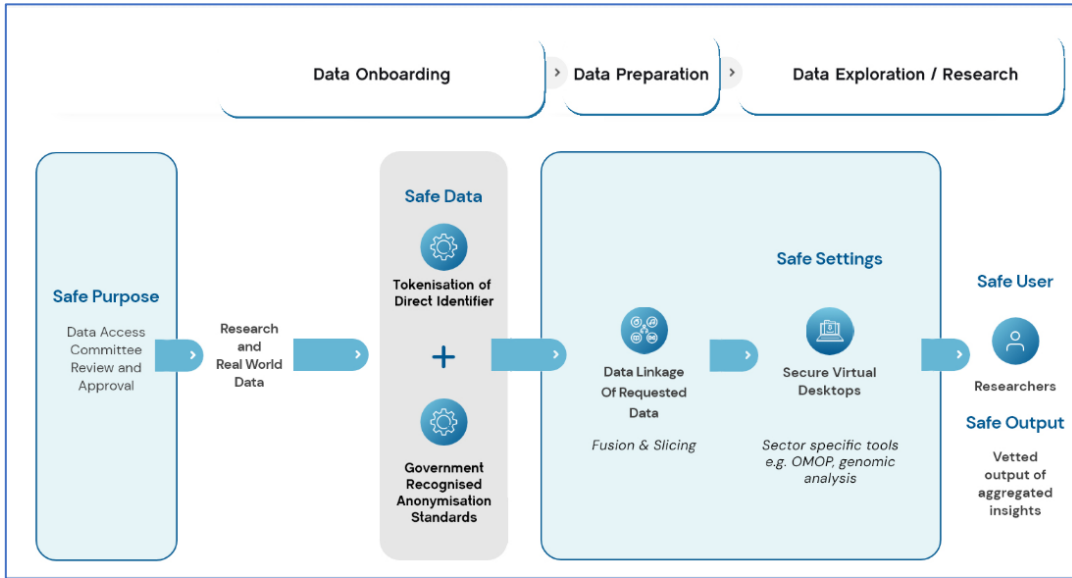 Data Onboarding
Data Preparation
Data Exploration / Research
Safe Purpose
Data Access
Committee
Review and
Approval
Research
and
Real World
Data
Safe Data
Tokenisation of
Direct Identifier
+
Government
Recognised
Anonymisation
Standards
Data Linkage
Of Requested
Data
Fusion & Slicing
Safe Settings
Secure Virtual
Desktops
Sector specific tools
e.g. OMOP, genomic
analysis
Safe User
Researchers
Safe Output
Vetted
output of
aggregated
insights